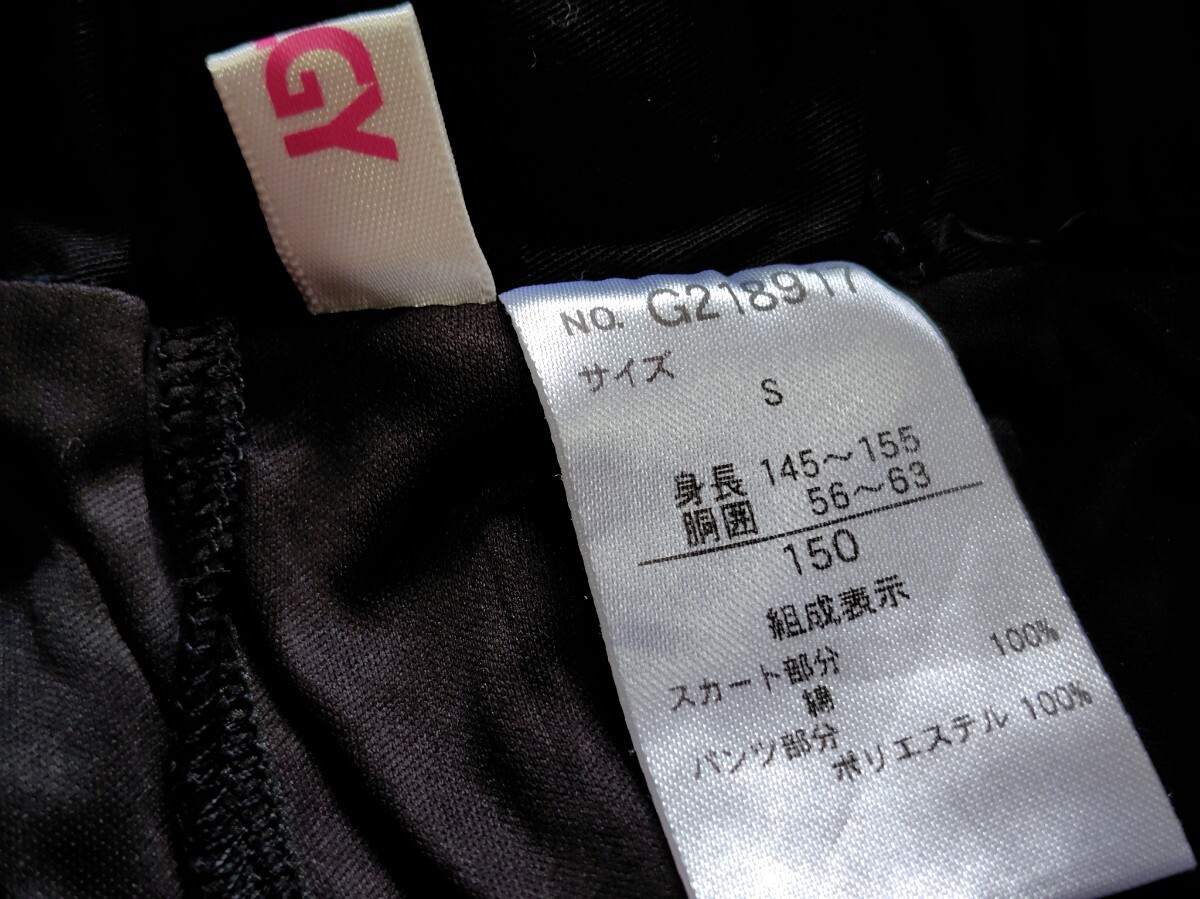 GY
NO. G218917
サイズ
S
身長 145～155
胴囲 56～63
150
組成表示
スカート部分
綿 100%
パンツ部分
ポリエステル 100%